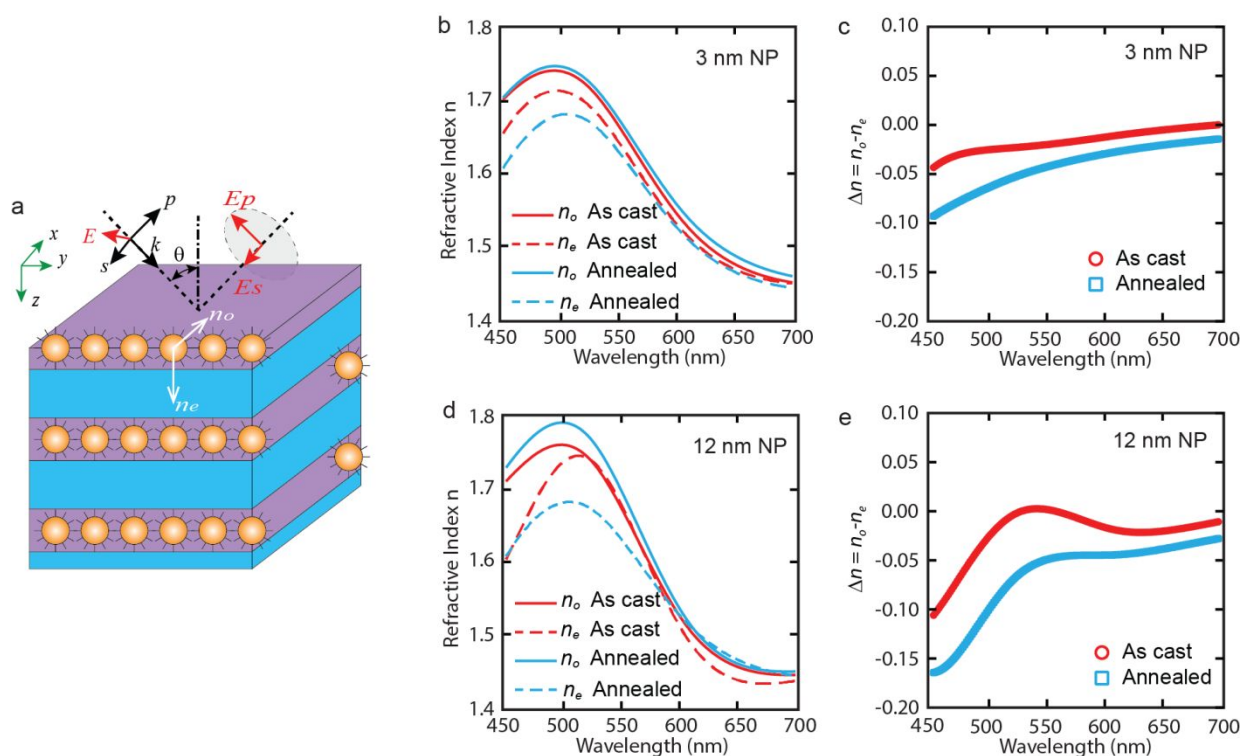 a
x
y
z
E
p
s
k
θ
Ep
Es
no
ne
b
Refractive Index n
1.8
1.7
1.6
1.5
1.4
3 nm NP
no As cast
ne As cast
no Annealed
ne Annealed
450 500 550 600 650 700
Wavelength (nm)
c
Δn = no-ne
0.10
0.05
0.00
-0.05
-0.10
-0.15
-0.20
3 nm NP
As cast
Annealed
450 500 550 600 650 700
Wavelength (nm)
d
Refractive Index n
1.8
1.7
1.6
1.5
1.4
12 nm NP
no As cast
ne As cast
no Annealed
ne Annealed
450 500 550 600 650 700
Wavelength (nm)
e
Δn = no-ne
0.10
0.05
0.00
-0.05
-0.10
-0.15
-0.20
12 nm NP
As cast
Annealed
450 500 550 600 650 700
Wavelength (nm)